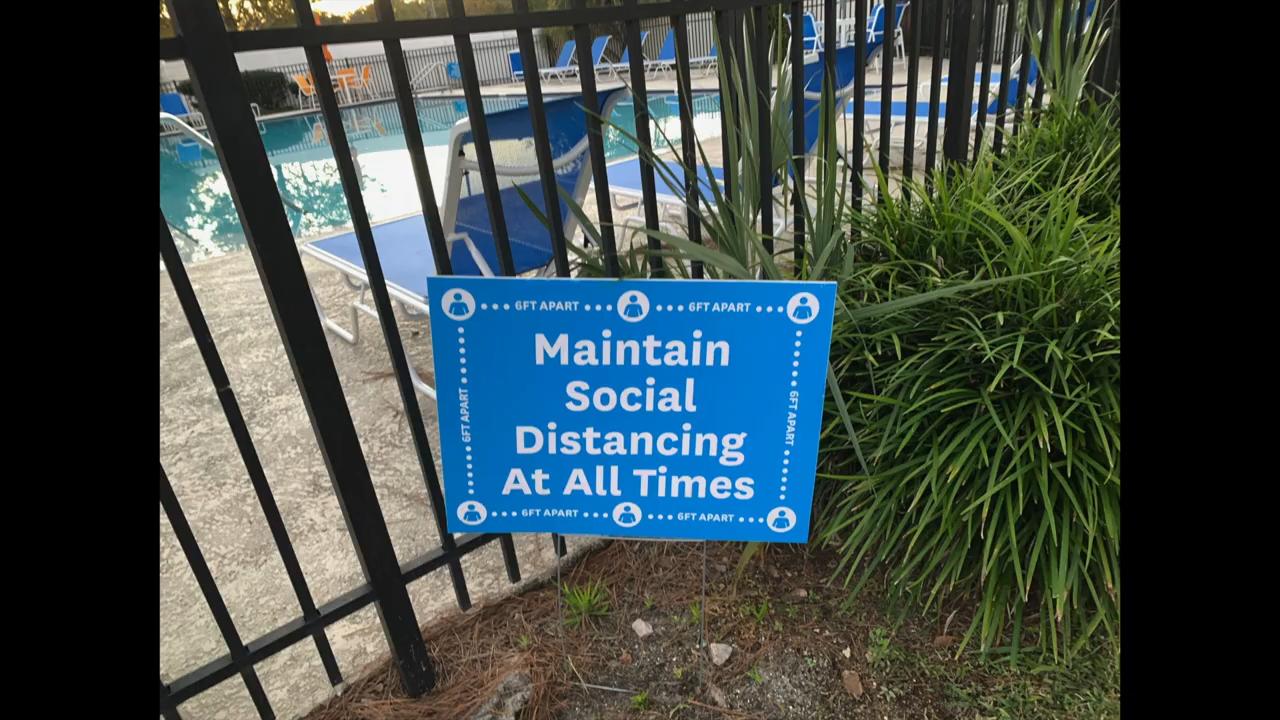 6FT APART 6FT APART
Maintain
Social
Distancing
At All Times
6FT APART
6FT APART
6FT APART 6FT APART